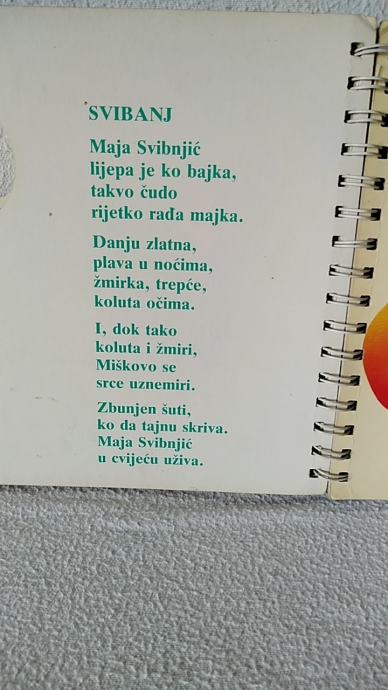 SVIBANJ
Maja Svibnjić
lijepa je ko bajka,
takvo čudo
rijetko rađa majka.
Danju zlatna,
plava u noćima,
žmirka, trepće,
koluta očima.
I, dok tako
koluta i žmiri,
Miškovo se
srce uznemiri.
Zbunjen šuti,
ko da tajnu skriva.
Maja Svibnjić
u cvijeću uživa.